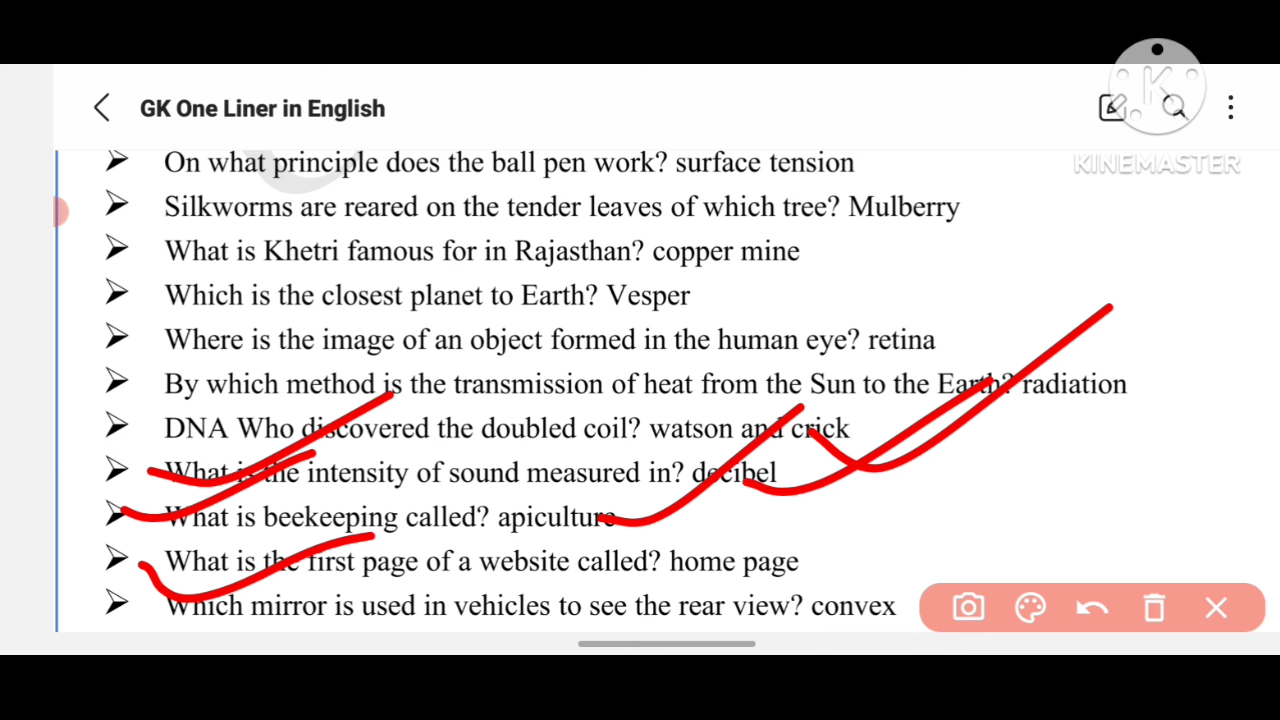 GK One Liner in English
KINEMASTER
On what principle does the ball pen work? surface tension
Silkworms are reared on the tender leaves of which tree? Mulberry
What is Khetri famous for in Rajasthan? copper mine
Which is the closest planet to Earth? Vesper
Where is the image of an object formed in the human eye? retina
By which method is the transmission of heat from the Sun to the Earth? radiation
DNA Who discovered the doubled coil? watson and crick
What is the intensity of sound measured in? decibel
What is beekeeping called? apiculture
What is the first page of a website called? home page
Which mirror is used in vehicles to see the rear view? convex